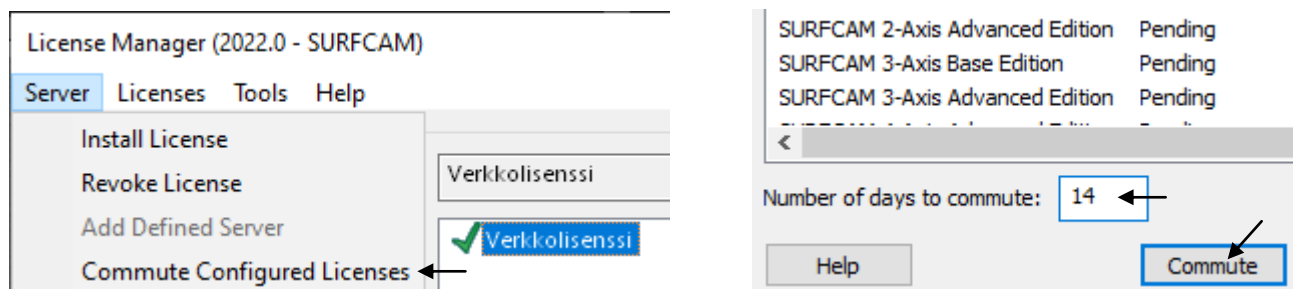 License Manager (2022.0 - SURFCAM)
Server Licenses Tools Help
Install License
Revoke License
Add Defined Server
Commute Configured Licenses
Verkkolisenssi
Verkkolisenssi
SURFCAM 2-Axis Advanced Edition Pending
SURFCAM 3-Axis Base Edition Pending
SURFCAM 3-Axis Advanced Edition Pending
Number of days to commute: 14
Help Commute